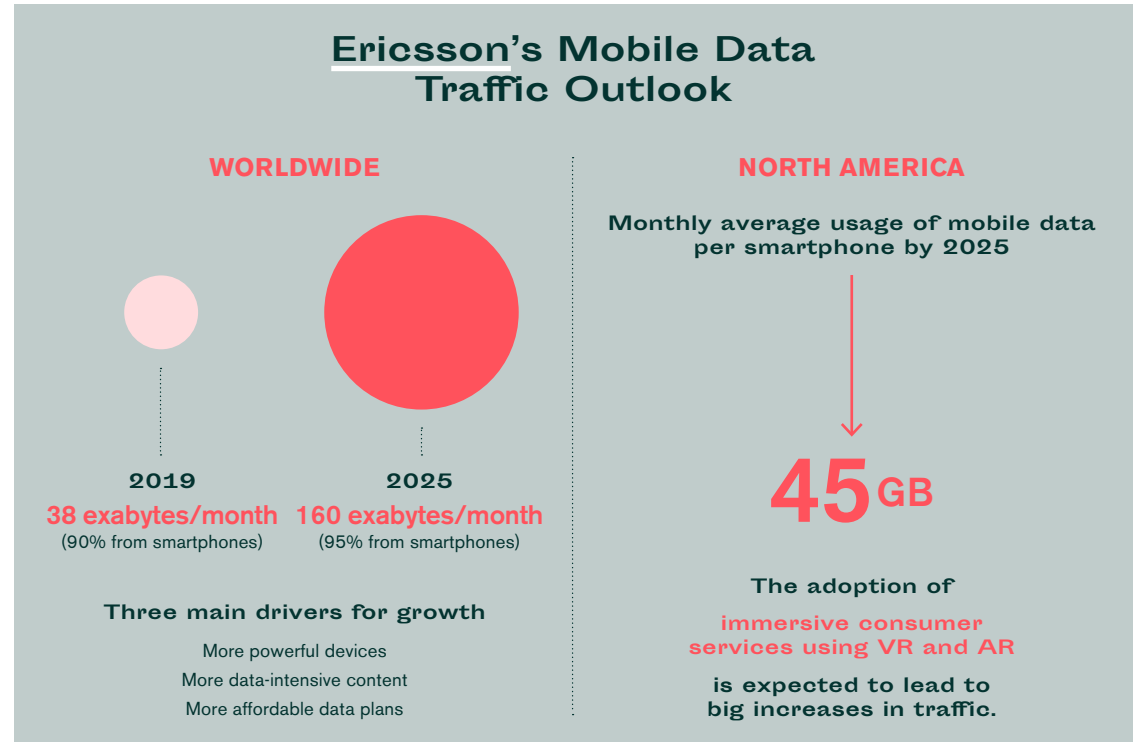 Ericsson’s Mobile Data
Traffic Outlook
WORLDWIDE
2019
38 exabytes/month
(90% from smartphones)
2025
160 exabytes/month
(95% from smartphones)
Three main drivers for growth
More powerful devices
More data-intensive content
More affordable data plans
NORTH AMERICA
Monthly average usage of mobile data
per smartphone by 2025
45 GB
The adoption of
immersive consumer
services using VR and AR
is expected to lead to
big increases in traffic.